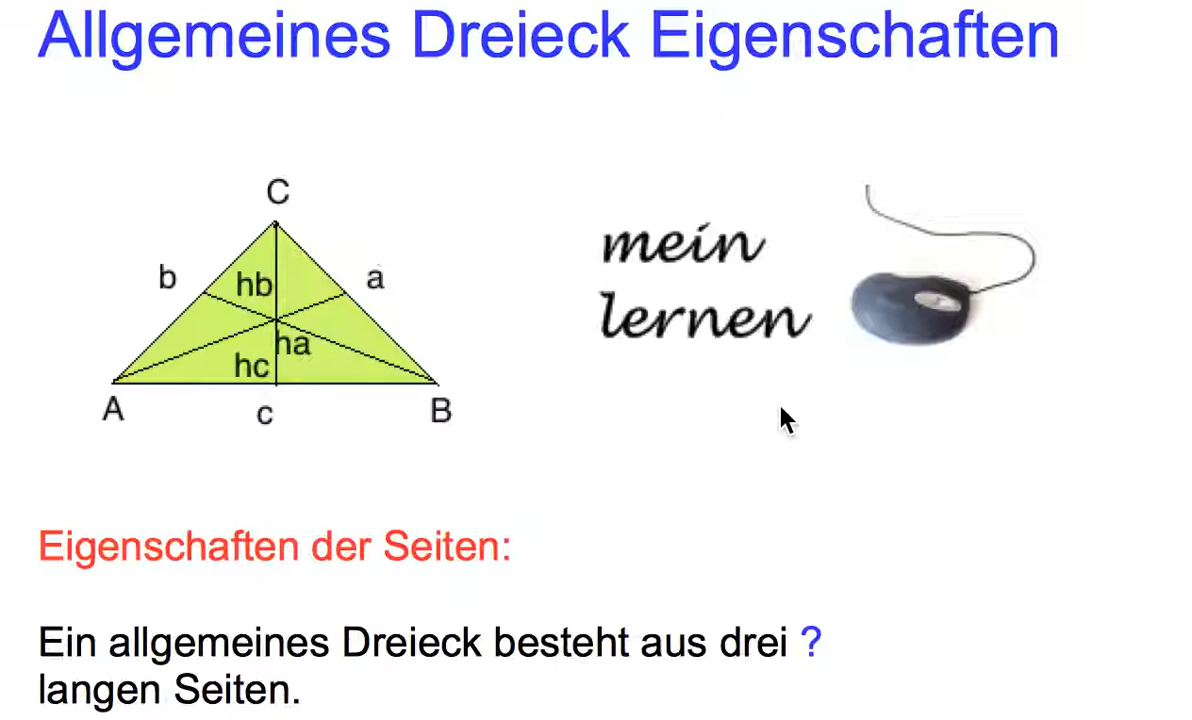 Allgemeines Dreieck Eigenschaften
C
b
hb
a
ha
hc
A
c
B
mein
lernen
Eigenschaften der Seiten:
Ein allgemeines Dreieck besteht aus drei ?
langen Seiten.